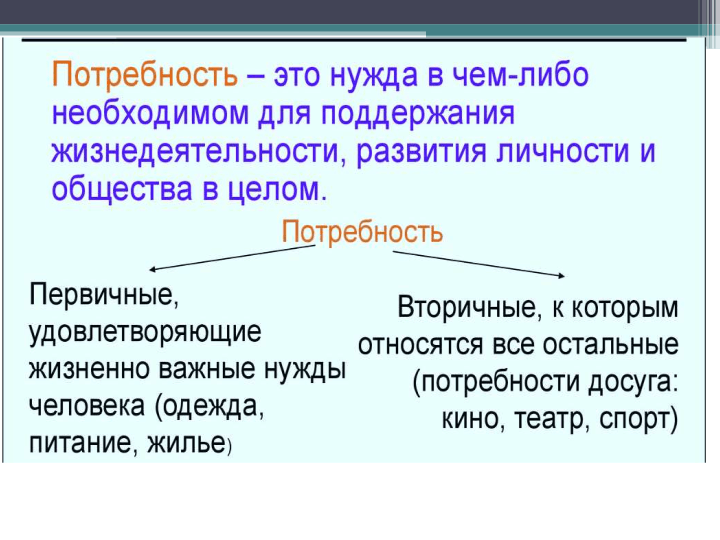 Потребность – это нужда в чем-либо
необходимом для поддержания
жизнедеятельности, развития личности и
общества в целом.
Потребность
Первичные,
удовлетворяющие
жизненно важные нужды
человека (одежда,
питание, жилье)
Вторичные, к которым
относятся все остальные
(потребности досуга:
кино, театр, спорт)